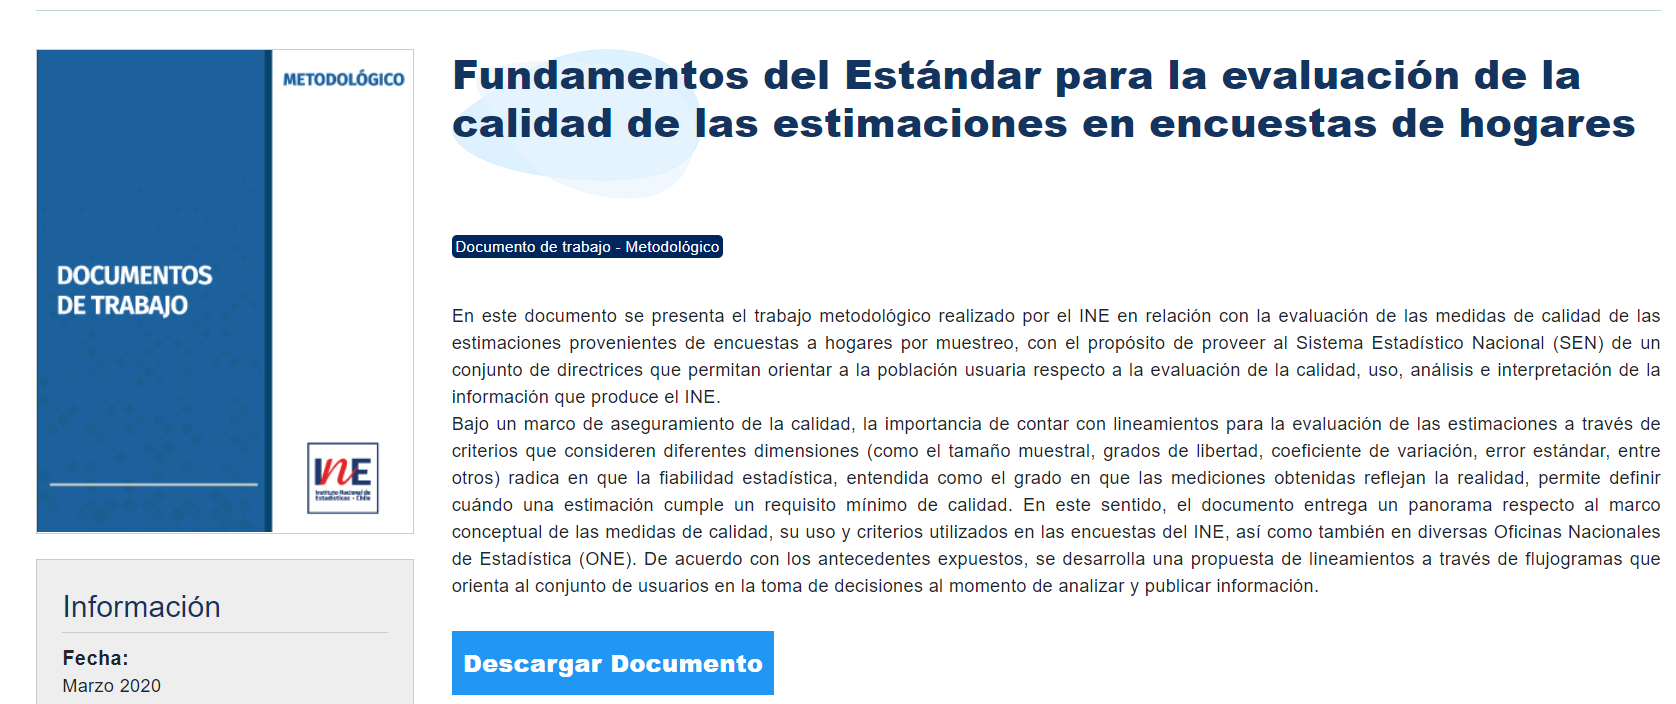 METODOLÓGICO
DOCUMENTOS
DE TRABAJO
INE
Instituto Nacional de
Estadísticas · Chile
Información
Fecha:
Marzo 2020
Fundamentos del Estándar para la evaluación de la
calidad de las estimaciones en encuestas de hogares
Documento de trabajo - Metodológico
En este documento se presenta el trabajo metodológico realizado por el INE en relación con la evaluación de las medidas de calidad de las
estimaciones provenientes de encuestas a hogares por muestreo, con el propósito de proveer al Sistema Estadístico Nacional (SEN) de un
conjunto de directrices que permitan orientar a la población usuaria respecto a la evaluación de la calidad, uso, análisis e interpretación de la
información que produce el INE.
Bajo un marco de aseguramiento de la calidad, la importancia de contar con lineamientos para la evaluación de las estimaciones a través de
criterios que consideren diferentes dimensiones (como el tamaño muestral, grados de libertad, coeficiente de variación, error estándar, entre
otros) radica en que la fiabilidad estadística, entendida como el grado en que las mediciones obtenidas reflejan la realidad, permite definir
cuándo una estimación cumple un requisito mínimo de calidad. En este sentido, el documento entrega un panorama respecto al marco
conceptual de las medidas de calidad, su uso y criterios utilizados en las encuestas del INE, así como también en diversas Oficinas Nacionales
de Estadística (ONE). De acuerdo con los antecedentes expuestos, se desarrolla una propuesta de lineamientos a través de flujogramas que
orienta al conjunto de usuarios en la toma de decisiones al momento de analizar y publicar información.
Descargar Documento